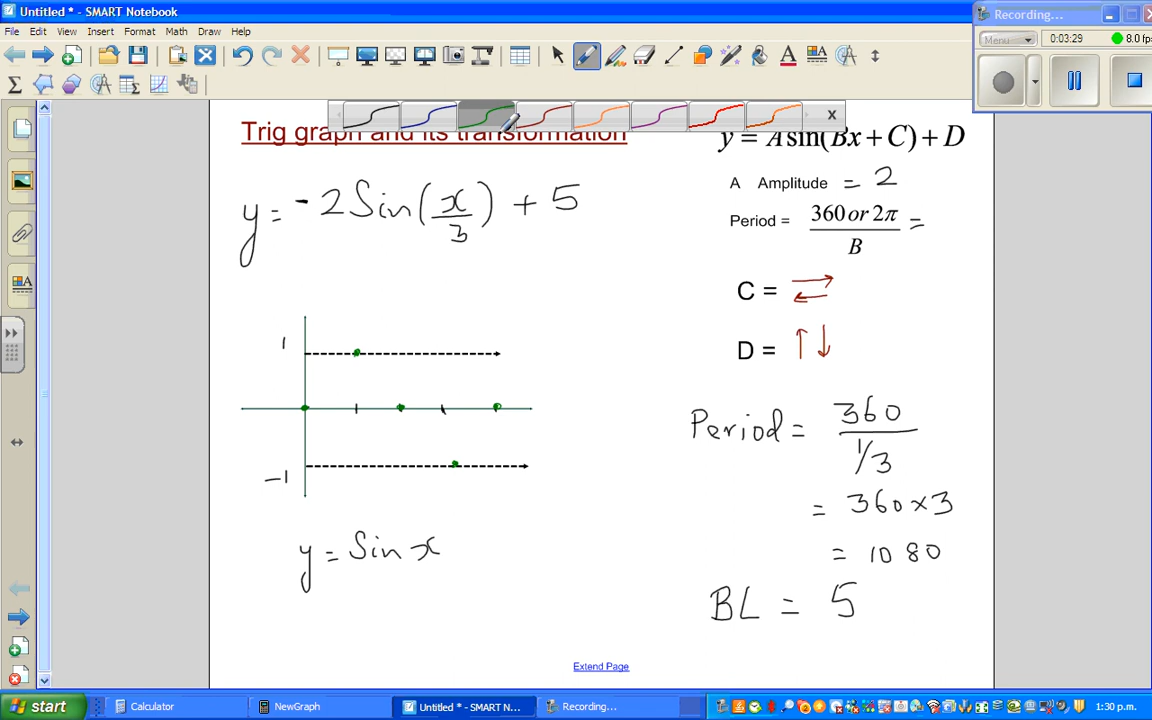 Untitled * - SMART Notebook
Recording...
File Edit View Insert Format Math Draw Help
Menu
0:03:29
8.0 fp
Trig graph and its transformation
y = A sin(Bx + C) + D
A Amplitude = 2
y = -2 Sin(x/3) + 5
Period = 360 or 2π / B =
C =
D =
1
-1
Period = 360 / 1/3
= 360 × 3
= 1080
y = Sin x
BL = 5
Extend Page
start
Calculator
NewGraph
Untitled * - SMART N...
Recording...
1:30 p.m.